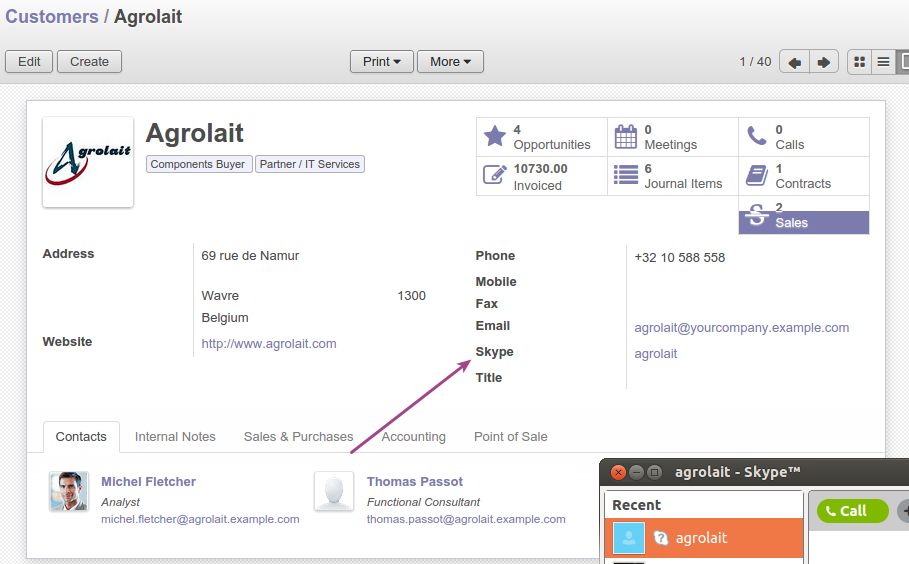 Customers / Agrolait
Edit Create Print More 1 / 40
Agrolait
Agrolait
Components Buyer Partner / IT Services
4 Opportunities
0 Meetings
0 Calls
10730.00 Invoiced
6 Journal Items
1 Contracts
2 Sales
Address 69 rue de Namur
Wavre 1300
Belgium
Website http://www.agrolait.com
Phone +32 10 588 558
Mobile
Fax
Email agrolait@yourcompany.example.com
Skype agrolait
Title
Contacts Internal Notes Sales & Purchases Accounting Point of Sale
Michel Fletcher
Analyst
michel.fletcher@agrolait.example.com
Thomas Passot
Functional Consultant
thomas.passot@agrolait.example.com
agrolait - Skype™
Recent
agrolait
Call